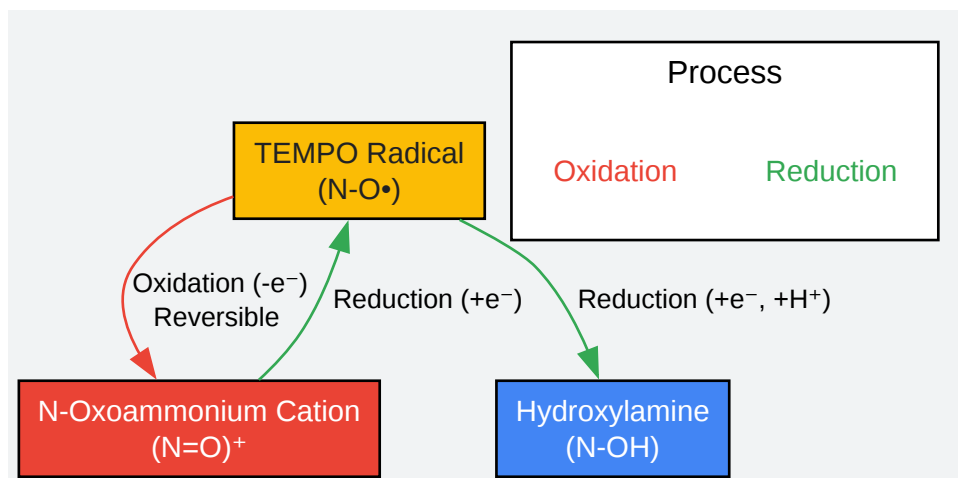 Process
Oxidation
Reduction
TEMPO Radical
(N-O•)
Oxidation (-e⁻)
Reversible
Reduction (+e⁻)
Reduction (+e⁻, +H⁺)
N-Oxoammonium Cation
(N=O)⁺
Hydroxylamine
(N-OH)